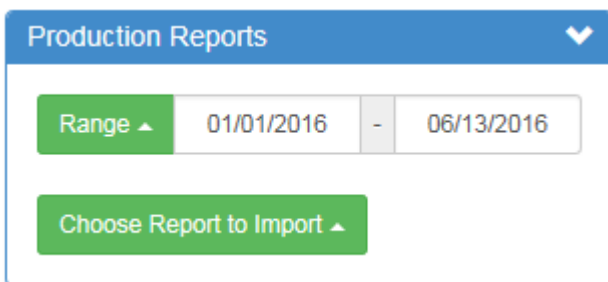 Production Reports
Range 01/01/2016 - 06/13/2016
Choose Report to Import